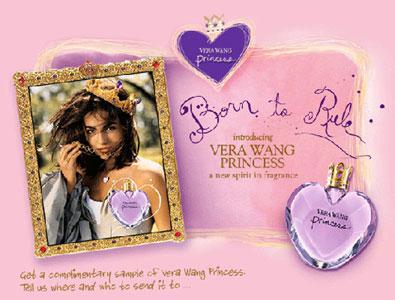 VERA WANG
Princess
Born to Rule
introducing
VERA WANG
PRINCESS
a new spirit in fragrance
VERA WANG
Princess
Get a complimentary sample of Vera Wang Princess.
Tell us where and who to send it to ...